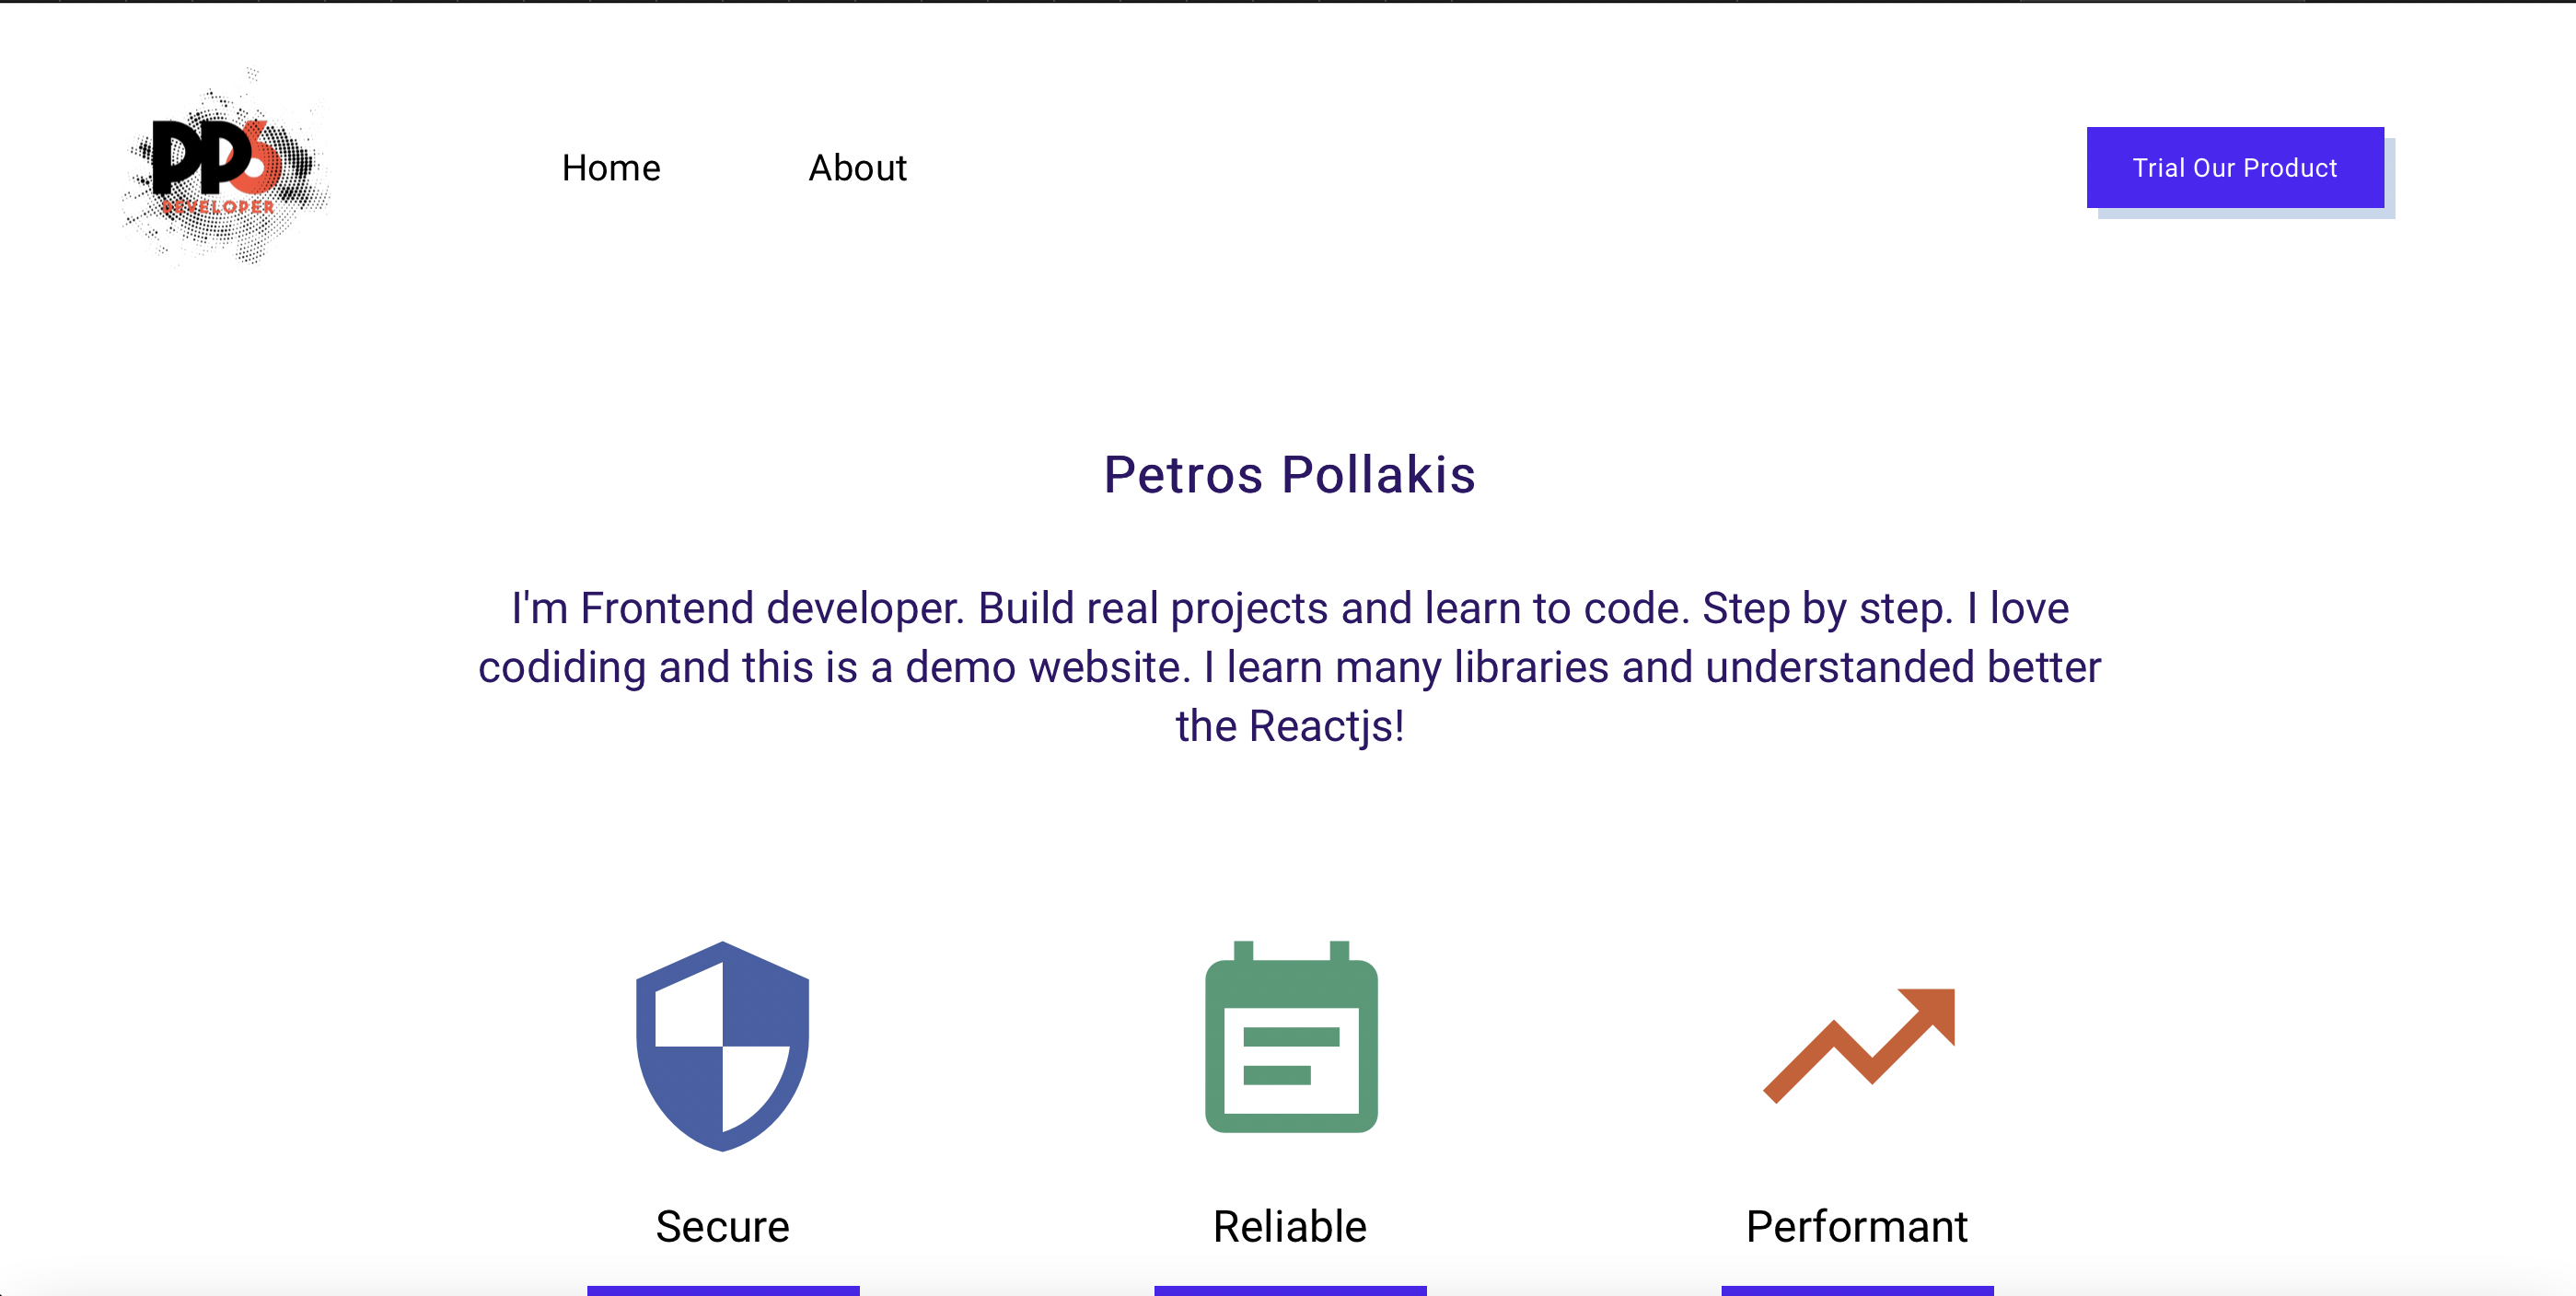 PP6
DEVELOPER
Home
About
Trial Our Product
Petros Pollakis
I'm Frontend developer. Build real projects and learn to code. Step by step. I love
codiding and this is a demo website. I learn many libraries and understanded better
the Reactjs!
Secure
Reliable
Performant